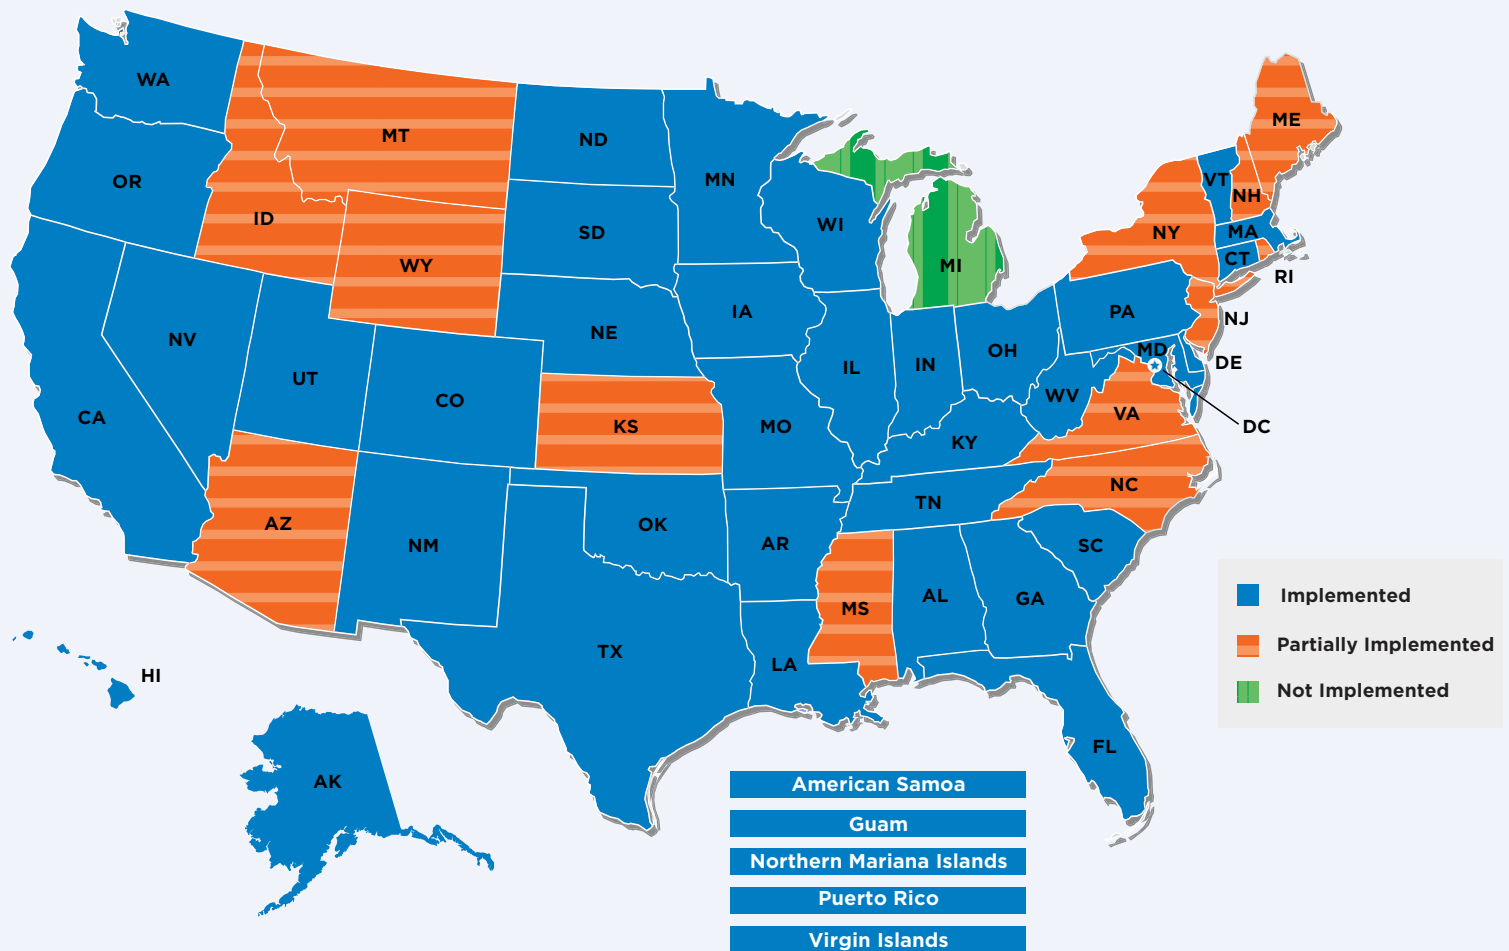 WA
MT
ND
MN
ME
OR
ID
SD
WI
VT
NH
WY
MI
NY
MA
CT
RI
NV
NE
IA
PA
NJ
UT
IL
IN
OH
MD
DE
CA
CO
KS
MO
WV
VA
DC
KY
AZ
NM
OK
AR
TN
NC
SC
MS
AL
GA
TX
LA
HI
AK
FL
Implemented
Partially Implemented
Not Implemented
American Samoa
Guam
Northern Mariana Islands
Puerto Rico
Virgin Islands